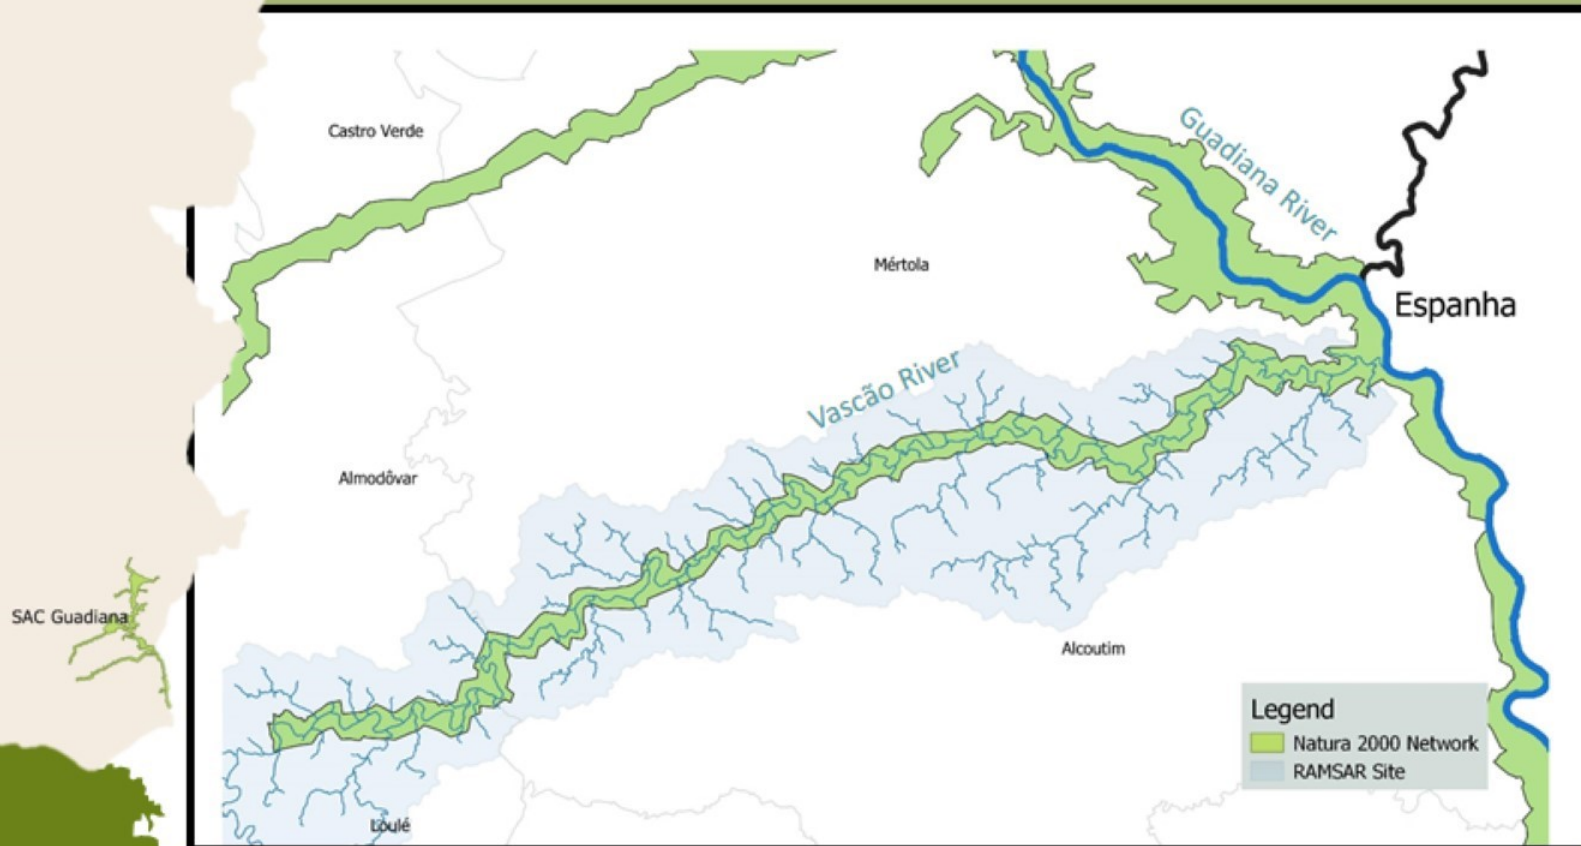 Castro Verde
Guadiana River
Mértola
Espanha
Vascão River
Almodôvar
SAC Guadiana
Alcoutim
Legend
Natura 2000 Network
RAMSAR Site
Loulé